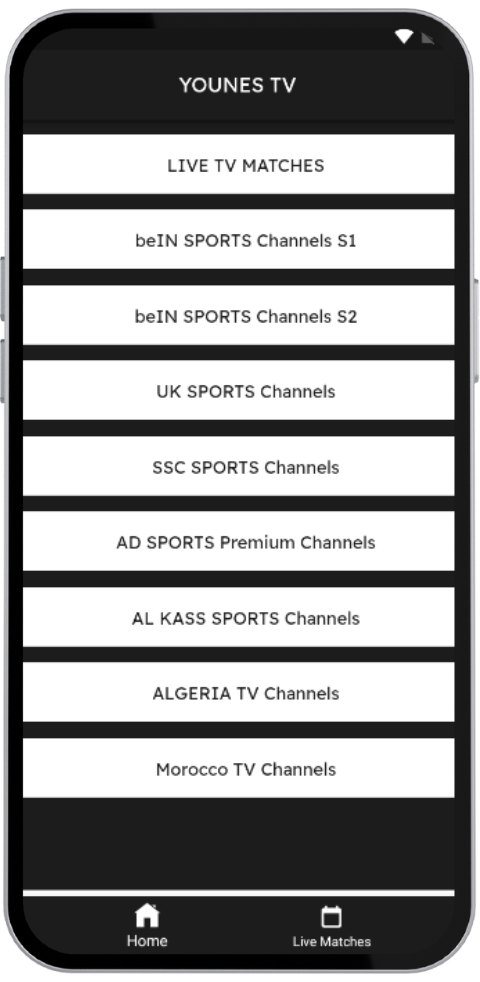 YOUNES TV
LIVE TV MATCHES
beIN SPORTS Channels S1
beIN SPORTS Channels S2
UK SPORTS Channels
SSC SPORTS Channels
AD SPORTS Premium Channels
AL KASS SPORTS Channels
ALGERIA TV Channels
Morocco TV Channels
Home
Live Matches